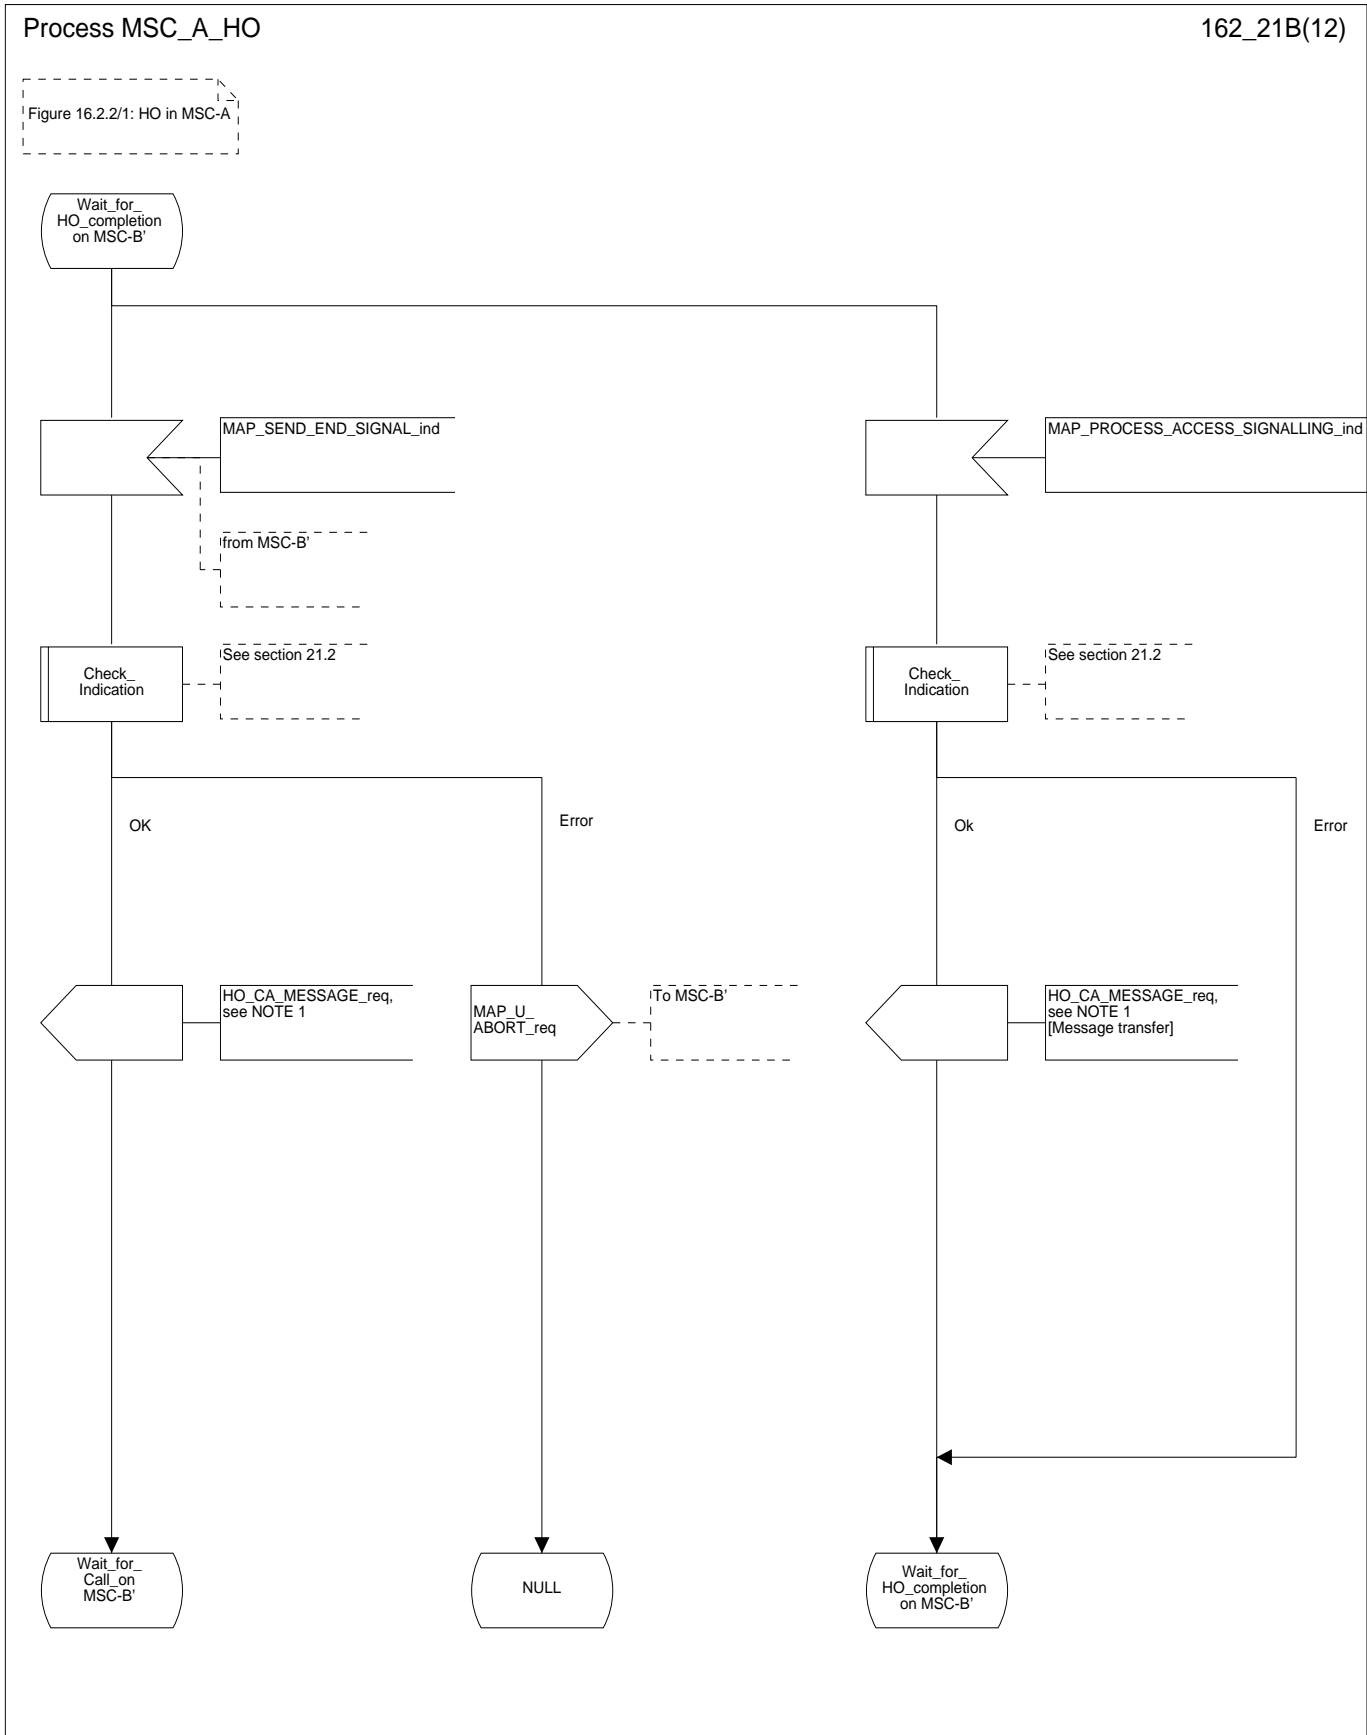 Process MSC_A_HO
162_21B(12)
Figure 16.2.2/1: HO in MSC-A
Wait_for_
HO_completion
on MSC-B'
MAP_SEND_END_SIGNAL_ind
MAP_PROCESS_ACCESS_SIGNALLING_ind
from MSC-B'
Check_
Indication
See section 21.2
Check_
Indication
See section 21.2
OK
Error
Ok
Error
HO_CA_MESSAGE_req,
see NOTE 1
MAP_U_
ABORT_req
To MSC-B'
HO_CA_MESSAGE_req,
see NOTE 1
[Message transfer]
Wait_for_
Call_on
MSC-B'
NULL
Wait_for_
HO_completion
on MSC-B'